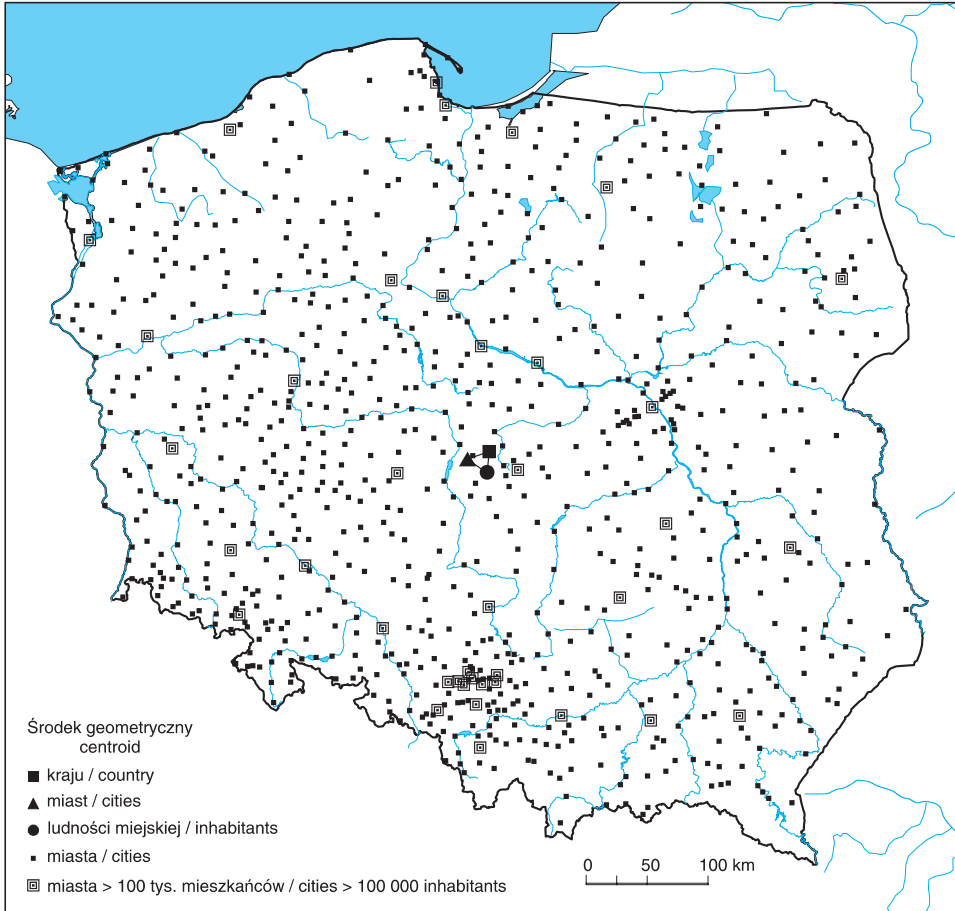 Środek geometryczny
centroid
kraju / country
miast / cities
ludności miejskiej / inhabitants
miasta / cities
miasta > 100 tys. mieszkańców / cities > 100 000 inhabitants
0 50 100 km